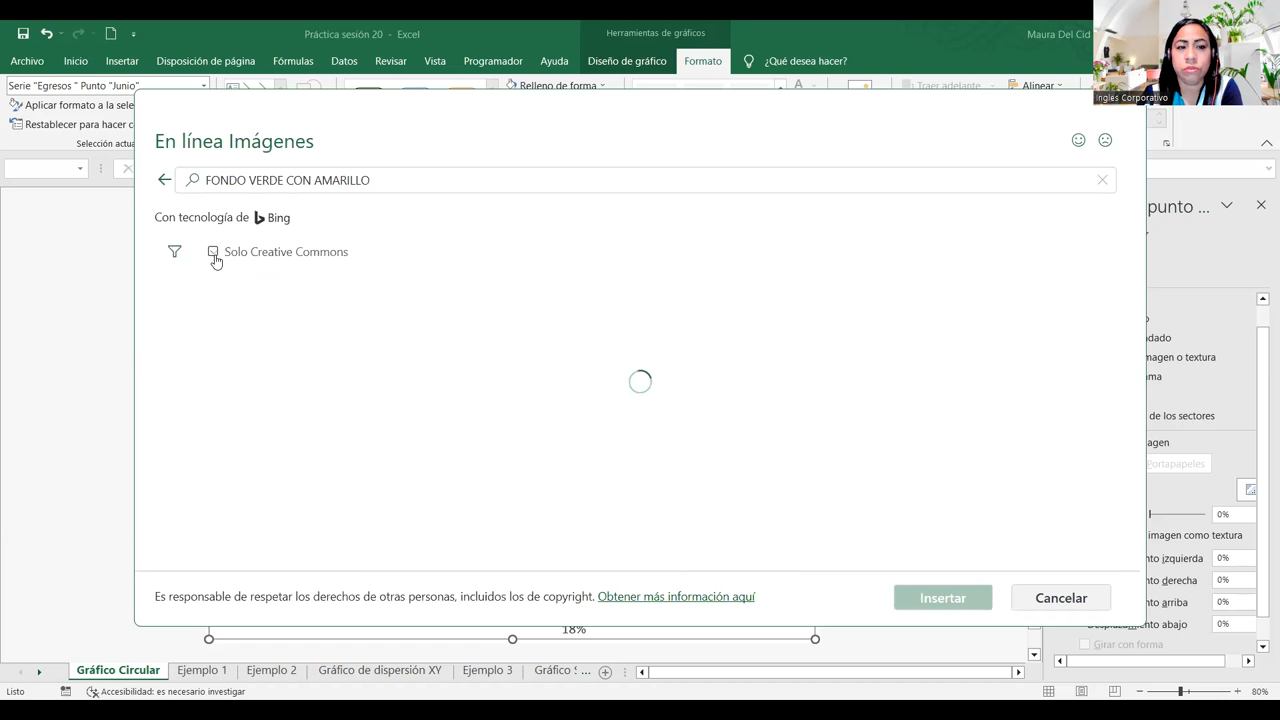 Práctica sesión 20 - Excel
Herramientas de gráficos
Maura Del Cid
Archivo Inicio Insertar Disposición de página Fórmulas Datos Revisar Vista Programador Ayuda Diseño de gráfico Formato ¿Qué desea hacer?
Inglés Corporativo
Serie "Egresos " Punto "Junio"
Relleno de forma
Traer adelante
Alinear
Aplicar formato a la sele
Restablecer para hacer c
Selección actua
En línea Imágenes
FONDO VERDE CON AMARILLO
Con tecnología de Bing
Solo Creative Commons
punto ...
dado
magen o textura
ma
de los sectores
agen
Portapapeles
0%
imagen como textura
nto izquierda 0%
nto derecha 0%
nto arriba 0%
Desplazamiento abajo 0%
Girar con forma
Es responsable de respetar los derechos de otras personas, incluidos los de copyright. Obtener más información aquí
Insertar Cancelar
18%
Gráfico Circular Ejemplo 1 Ejemplo 2 Gráfico de dispersión XY Ejemplo 3 Gráfico S ...
Listo Accesibilidad: es necesario investigar 80%